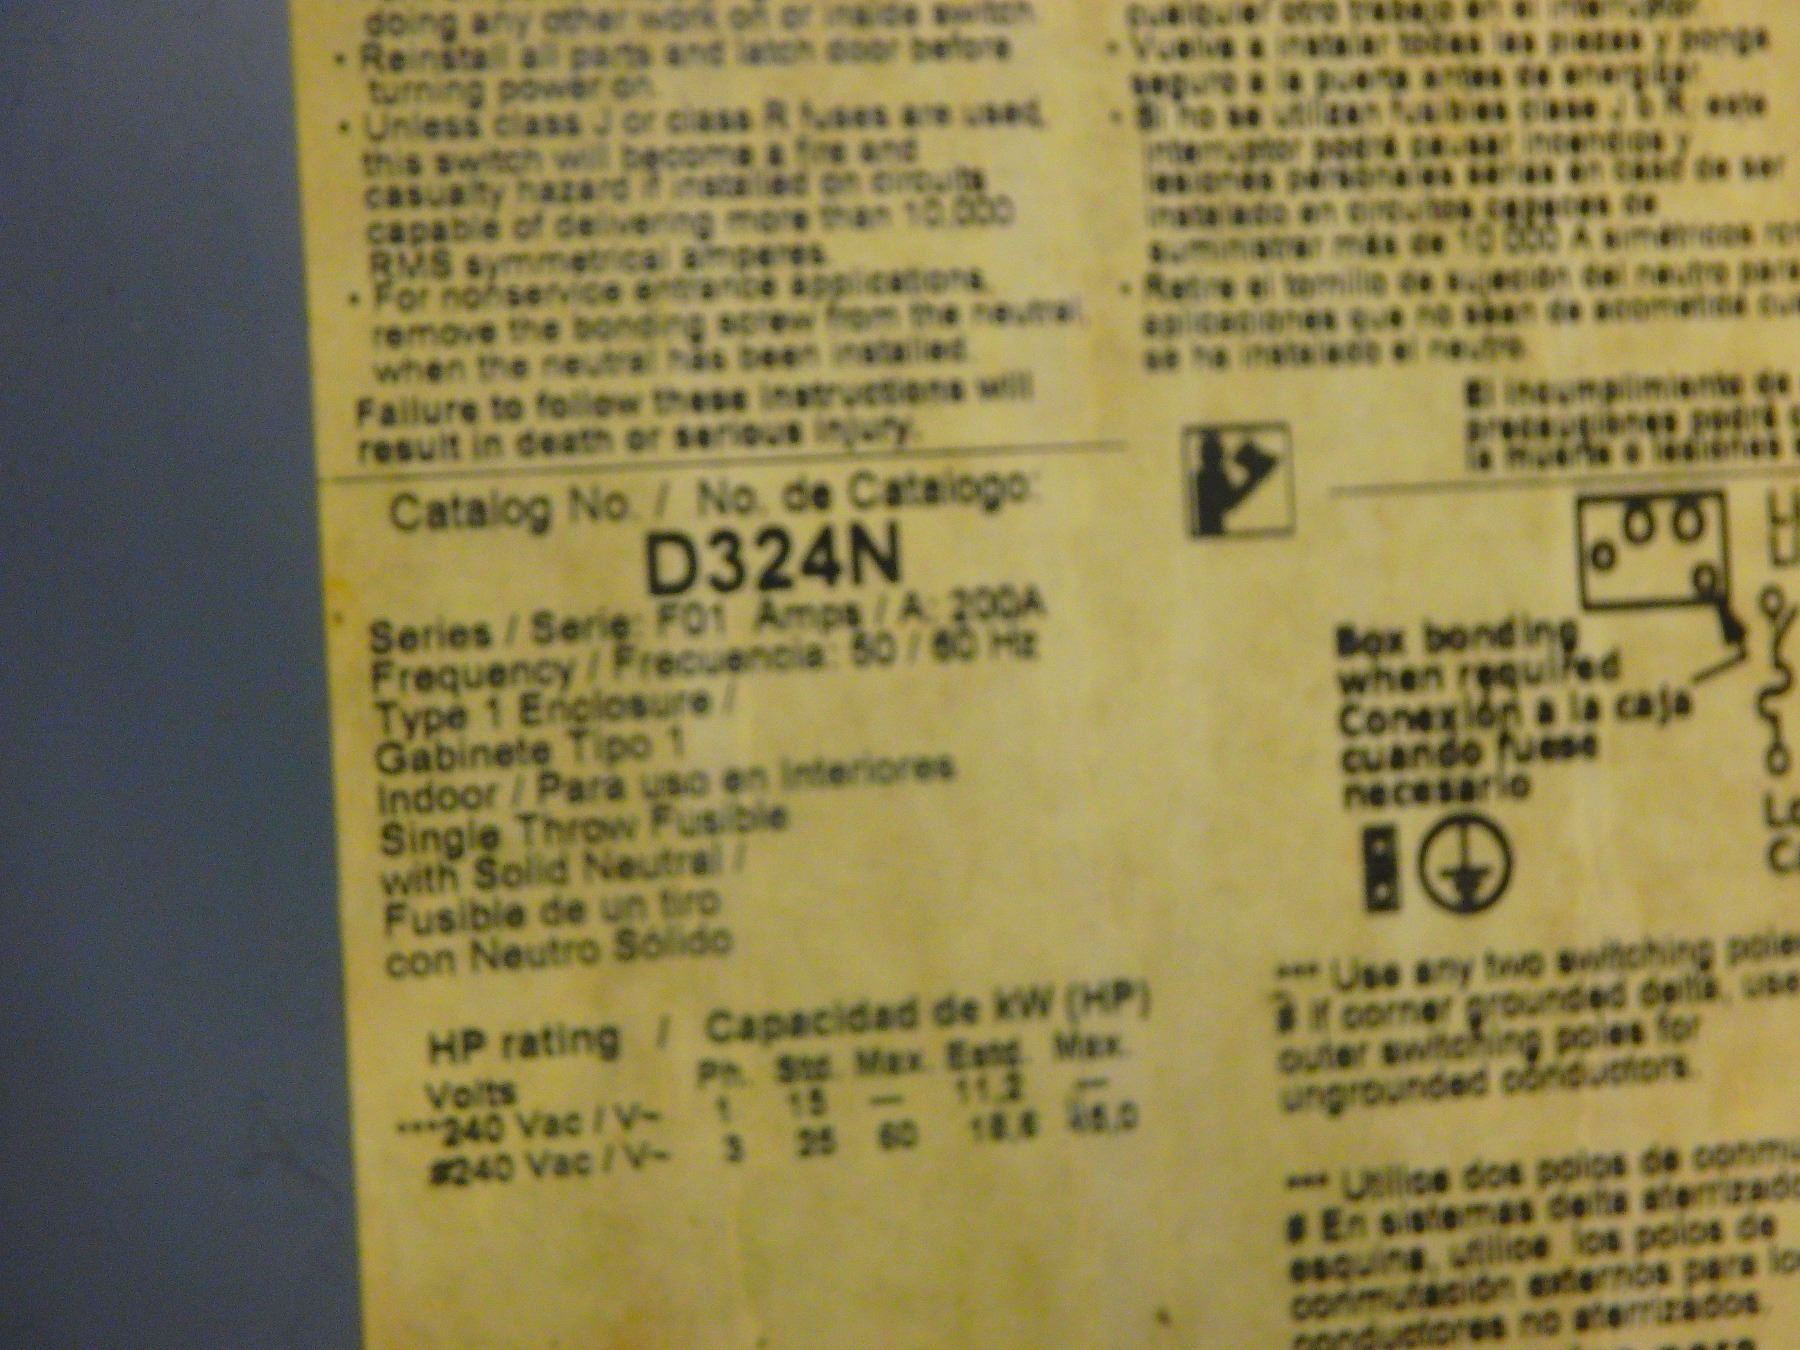 doing any other work on or inside switch.
• Reinstall all parts and latch door before
turning power on.
• Unless class J or class R fuses are used,
this switch will become a fire and
casualty hazard if installed on circuits
capable of delivering more than 10,000
RMS symmetrical amperes.
• For nonservice entrance applications,
remove the bonding screw from the neutral,
when the neutral has been installed.
Failure to follow these instructions will
result in death or serious injury.
Catalog No. / No. de Catalogo:
D324N
Series / Serie: F01 Amps / A: 200A
Frequency / Frecuencia: 50 / 60 Hz
Type 1 Enclosure /
Gabinete Tipo 1
Indoor / Para uso en Interiores
Single Throw Fusible
with Solid Neutral /
Fusible de un tiro
con Neutro Sólido
HP rating / Capacidad de kW (HP)
Volts Ph. Std. Max. Estd. Max.
***240 Vac / V~ 1 15 — 11,2 —
#240 Vac / V~ 3 25 60 18,6 45,0
cualquier otro trabajo en el interruptor.
• Vuelva a instalar todas las piezas y ponga
seguro a la puerta antes de energizar.
• Si no se utilizan fusibles clase J o R, este
interruptor podrá causar incendios y
lesiones personales serias en caso de ser
instalado en circuitos capaces de
suministrar más de 10 000 A simétricos
• Retire el tornillo de sujeción del neutro para
aplicaciones que no sean de acometida
se ha instalado el neutro.
El incumplimiento de
precauciones podrá
la muerte o lesiones
Box bonding
when required
Conexión a la caja
cuando fuese
necesario
*** Use any two switching poles
# If corner grounded delta, use
outer switching poles for
ungrounded conductors.
*** Utilice dos polos de
# En sistemas delta
esquina, utilice los polos de
conmutación externos para
conductores no aterrizados.